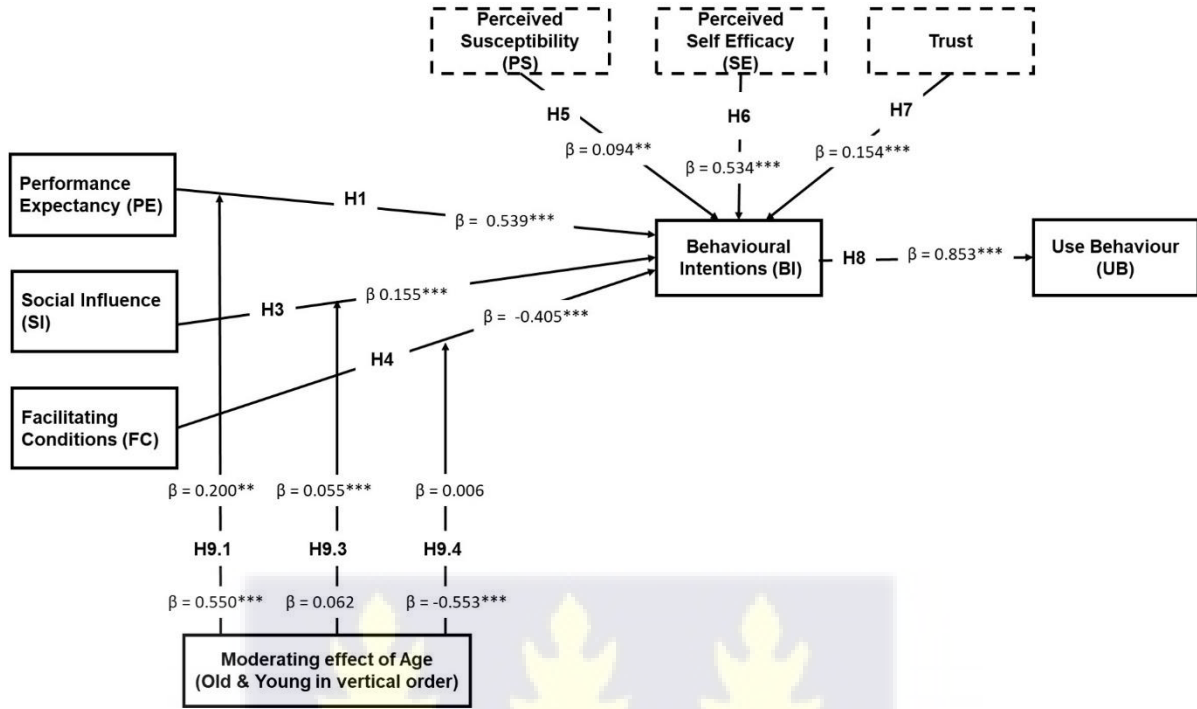 Perceived
Susceptibility
(PS)
Perceived
Self Efficacy
(SE)
Trust
H5
H6
H7
β = 0.094**
β = 0.534***
β = 0.154***
Performance
Expectancy (PE)
H1
β =  0.539***
Behavioural
Intentions (BI)
H8
β = 0.853***
Use Behaviour
(UB)
Social Influence
(SI)
H3
β 0.155***
β =  -0.405***
H4
Facilitating
Conditions (FC)
β = 0.200**
β = 0.055***
β = 0.006
H9.1
H9.3
H9.4
β = 0.550***
β = 0.062
β = -0.553***
Moderating effect of Age
(Old & Young in vertical order)